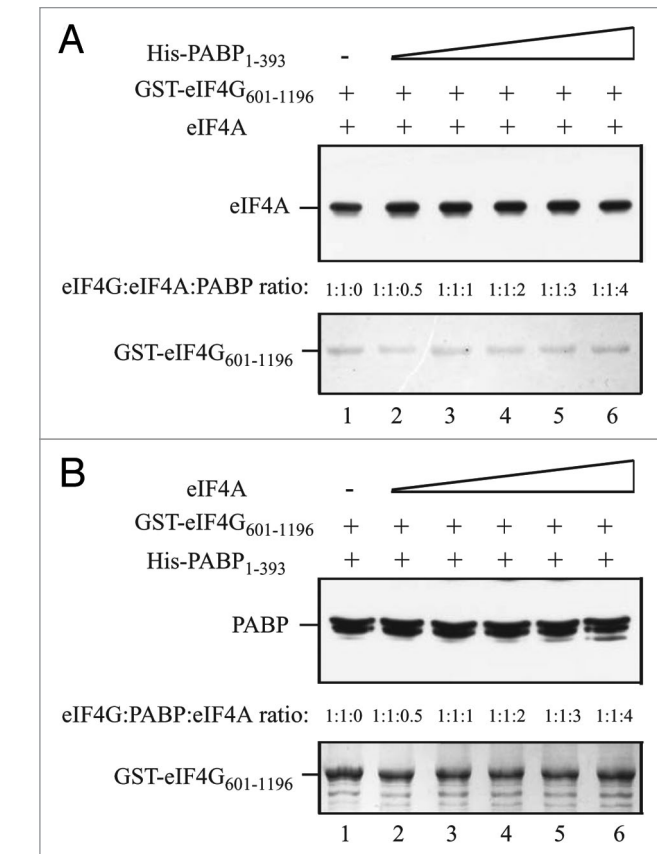 A
His-PABP1-393 -
GST-eIF4G601-1196 + + + + + +
eIF4A + + + + + +
eIF4A
eIF4G:eIF4A:PABP ratio: 1:1:0 1:1:0.5 1:1:1 1:1:2 1:1:3 1:1:4
GST-eIF4G601-1196
1 2 3 4 5 6
B
eIF4A -
GST-eIF4G601-1196 + + + + + +
His-PABP1-393 + + + + + +
PABP
eIF4G:PABP:eIF4A ratio: 1:1:0 1:1:0.5 1:1:1 1:1:2 1:1:3 1:1:4
GST-eIF4G601-1196
1 2 3 4 5 6